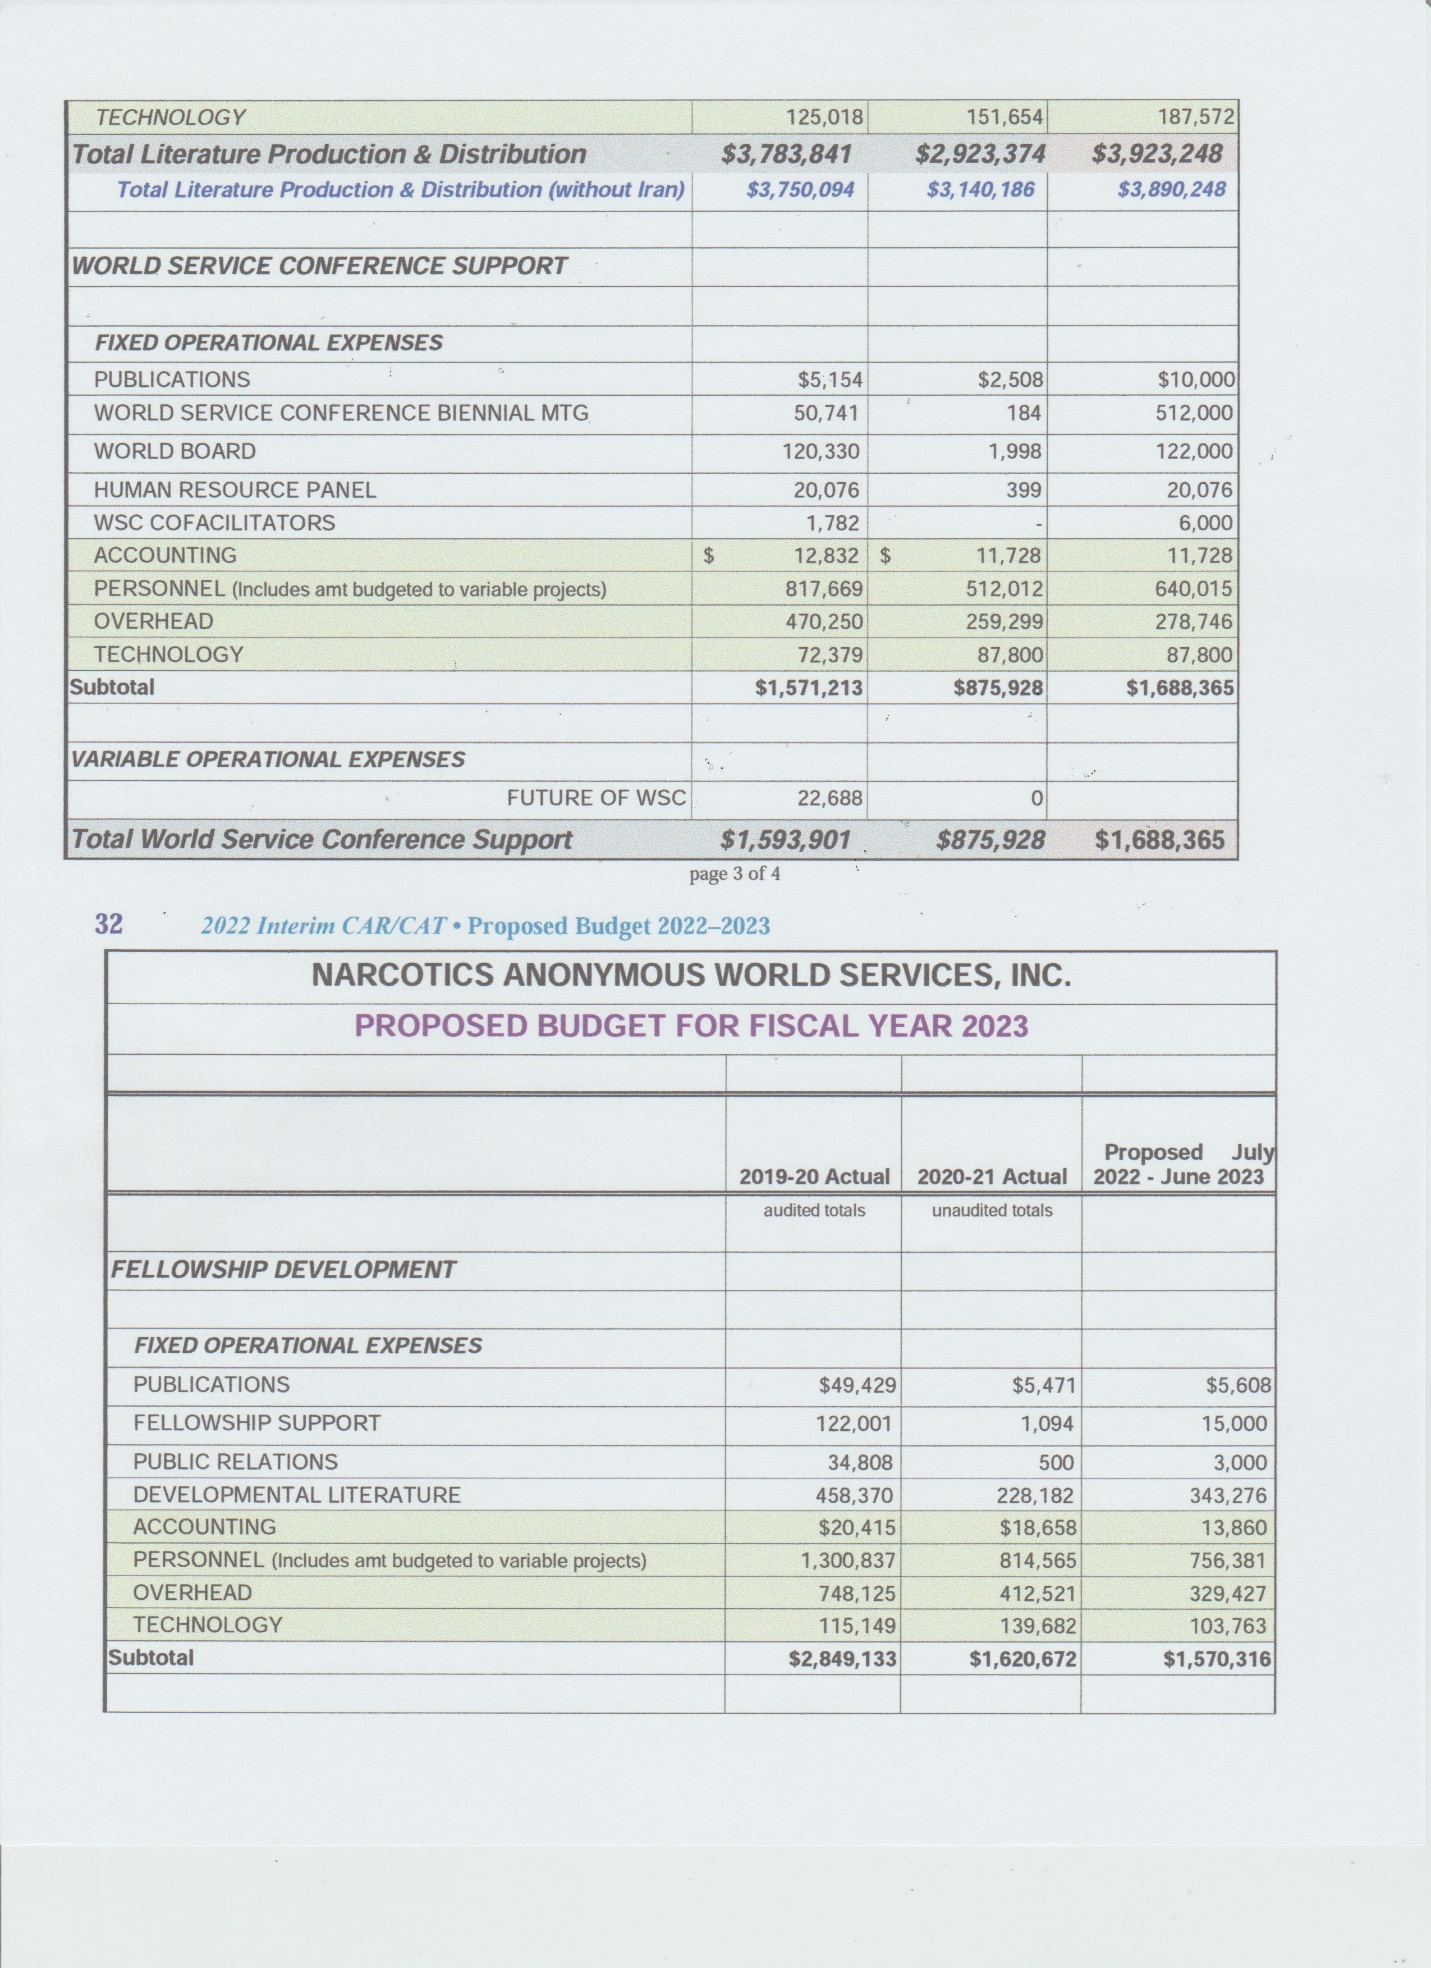 TECHNOLOGY 125,018 151,654 187,572
Total Literature Production & Distribution $3,783,841 $2,923,374 $3,923,248
Total Literature Production & Distribution (without Iran) $3,750,094 $3,140,186 $3,890,248
WORLD SERVICE CONFERENCE SUPPORT
FIXED OPERATIONAL EXPENSES
PUBLICATIONS $5,154 $2,508 $10,000
WORLD SERVICE CONFERENCE BIENNIAL MTG 50,741 184 512,000
WORLD BOARD 120,330 1,998 122,000
HUMAN RESOURCE PANEL 20,076 399 20,076
WSC COFACILITATORS 1,782 - 6,000
ACCOUNTING $ 12,832 $ 11,728 11,728
PERSONNEL (Includes amt budgeted to variable projects) 817,669 512,012 640,015
OVERHEAD 470,250 259,299 278,746
TECHNOLOGY 72,379 87,800 87,800
Subtotal $1,571,213 $875,928 $1,688,365
VARIABLE OPERATIONAL EXPENSES
FUTURE OF WSC 22,688 0
Total World Service Conference Support $1,593,901 $875,928 $1,688,365
page 3 of 4
32 2022 Interim CAR/CAT • Proposed Budget 2022–2023
NARCOTICS ANONYMOUS WORLD SERVICES, INC.
PROPOSED BUDGET FOR FISCAL YEAR 2023
Proposed July
2019-20 Actual 2020-21 Actual 2022 - June 2023
audited totals unaudited totals
FELLOWSHIP DEVELOPMENT
FIXED OPERATIONAL EXPENSES
PUBLICATIONS $49,429 $5,471 $5,608
FELLOWSHIP SUPPORT 122,001 1,094 15,000
PUBLIC RELATIONS 34,808 500 3,000
DEVELOPMENTAL LITERATURE 458,370 228,182 343,276
ACCOUNTING $20,415 $18,658 13,860
PERSONNEL (Includes amt budgeted to variable projects) 1,300,837 814,565 756,381
OVERHEAD 748,125 412,521 329,427
TECHNOLOGY 115,149 139,682 103,763
Subtotal $2,849,133 $1,620,672 $1,570,316